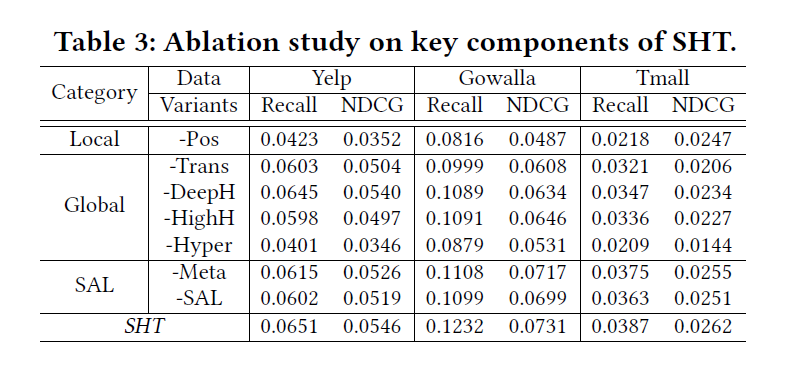 Table 3: Ablation study on key components of SHT.
Category Data Yelp Gowalla Tmall
Variants Recall NDCG Recall NDCG Recall NDCG
Local -Pos 0.0423 0.0352 0.0816 0.0487 0.0218 0.0247
Global -Trans 0.0603 0.0504 0.0999 0.0608 0.0321 0.0206
-DeepH 0.0645 0.0540 0.1089 0.0634 0.0347 0.0234
-HighH 0.0598 0.0497 0.1091 0.0646 0.0336 0.0227
-Hyper 0.0401 0.0346 0.0879 0.0531 0.0209 0.0144
SAL -Meta 0.0615 0.0526 0.1108 0.0717 0.0375 0.0255
-SAL 0.0602 0.0519 0.1099 0.0699 0.0363 0.0251
SHT 0.0651 0.0546 0.1232 0.0731 0.0387 0.0262